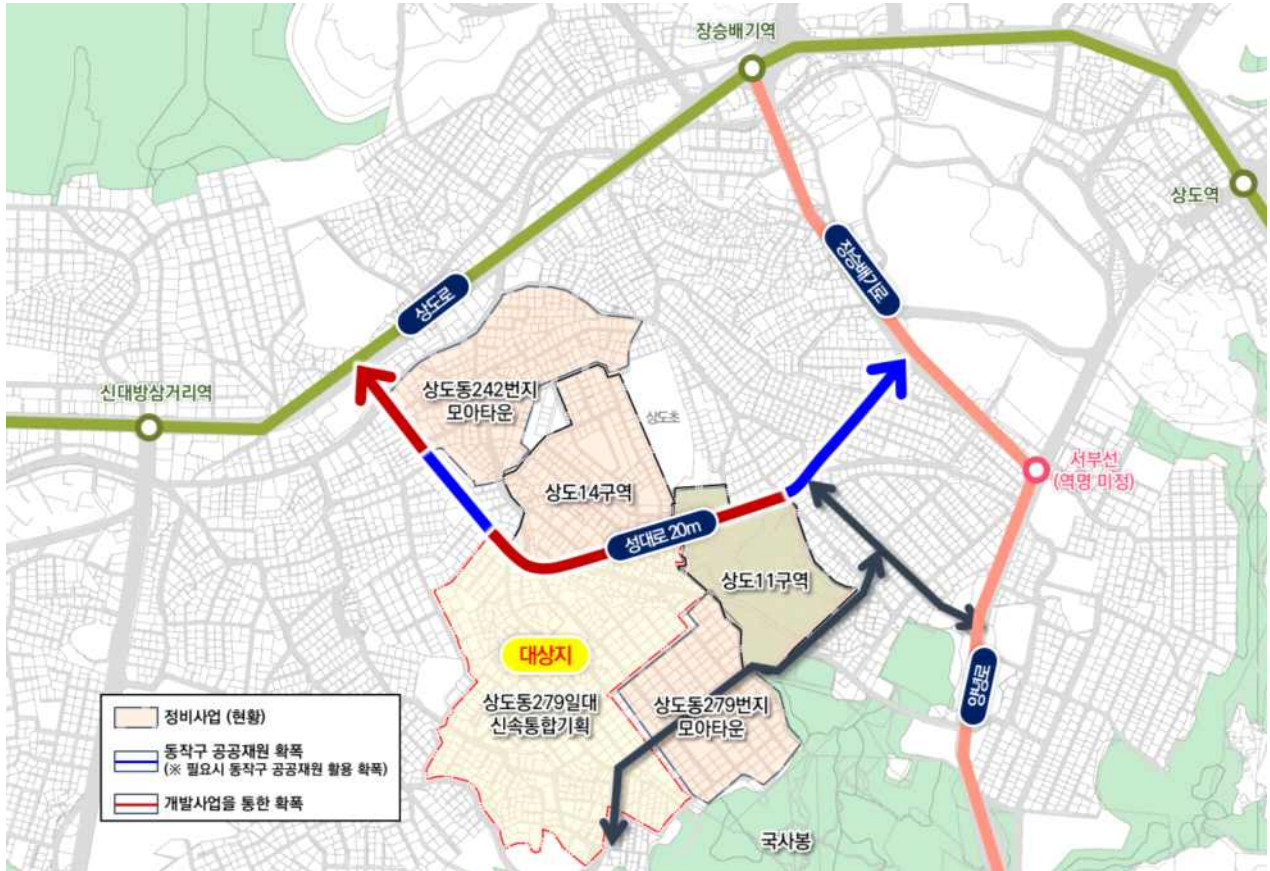 장승배기역
상도역
장승배기로
상도로
신대방삼거리역
상도동242번지
모아타운
상도초
서부선
(역명 미정)
상도14구역
성대로 20m
상도11구역
대상지
상도동279일대
신속통합기획
상도동279번지
모아타운
양녕로
국사봉
정비사업 (현황)
동작구 공공재원 확폭
(※ 필요시 동작구 공공재원 활용 확폭)
개발사업을 통한 확폭